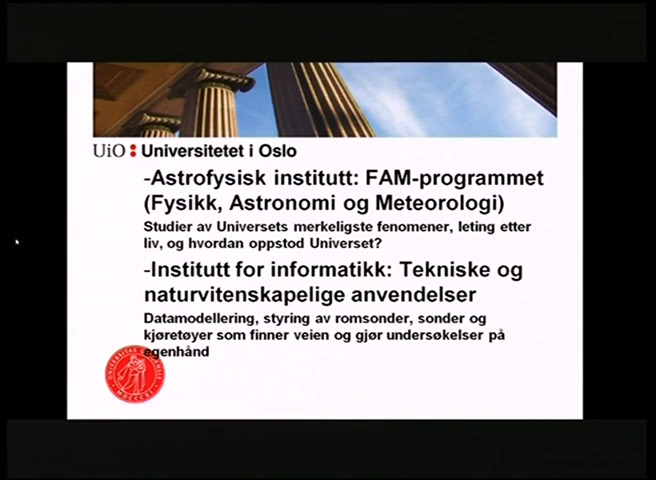 UiO : Universitetet i Oslo
-Astrofysisk institutt: FAM-programmet
(Fysikk, Astronomi og Meteorologi)
Studier av Universets merkeligste fenomener, leting etter
liv, og hvordan oppstod Universet?
-Institutt for informatikk: Tekniske og
naturvitenskapelige anvendelser
Datamodellering, styring av romsonder, sonder og
kjøretøyer som finner veien og gjør undersøkelser på
egenhånd